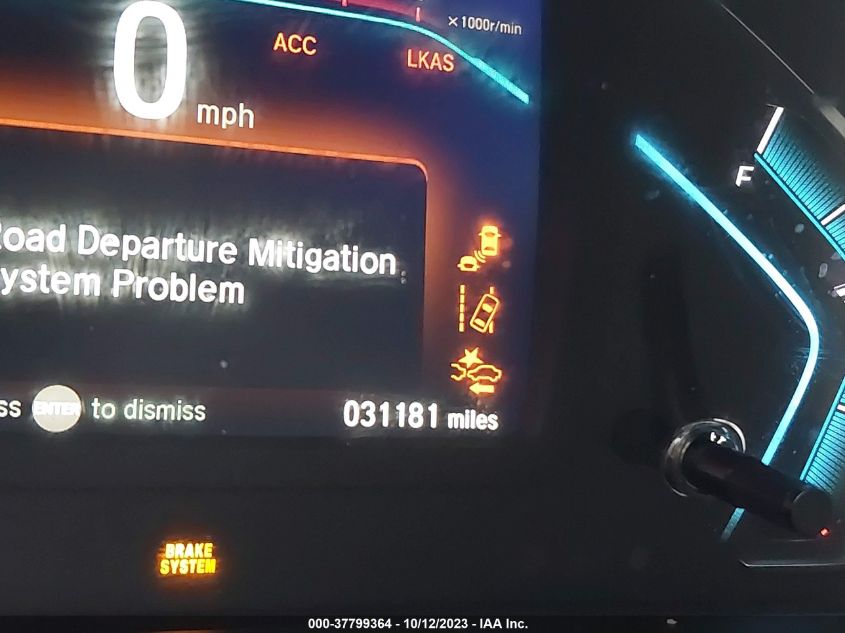 0
mph
×1000r/min
ACC
LKAS
F
oad Departure Mitigation
ystem Problem
ss ENTER to dismiss
031181 miles
BRAKE
SYSTEM
000-37799364 - 10/12/2023 - IAA Inc.